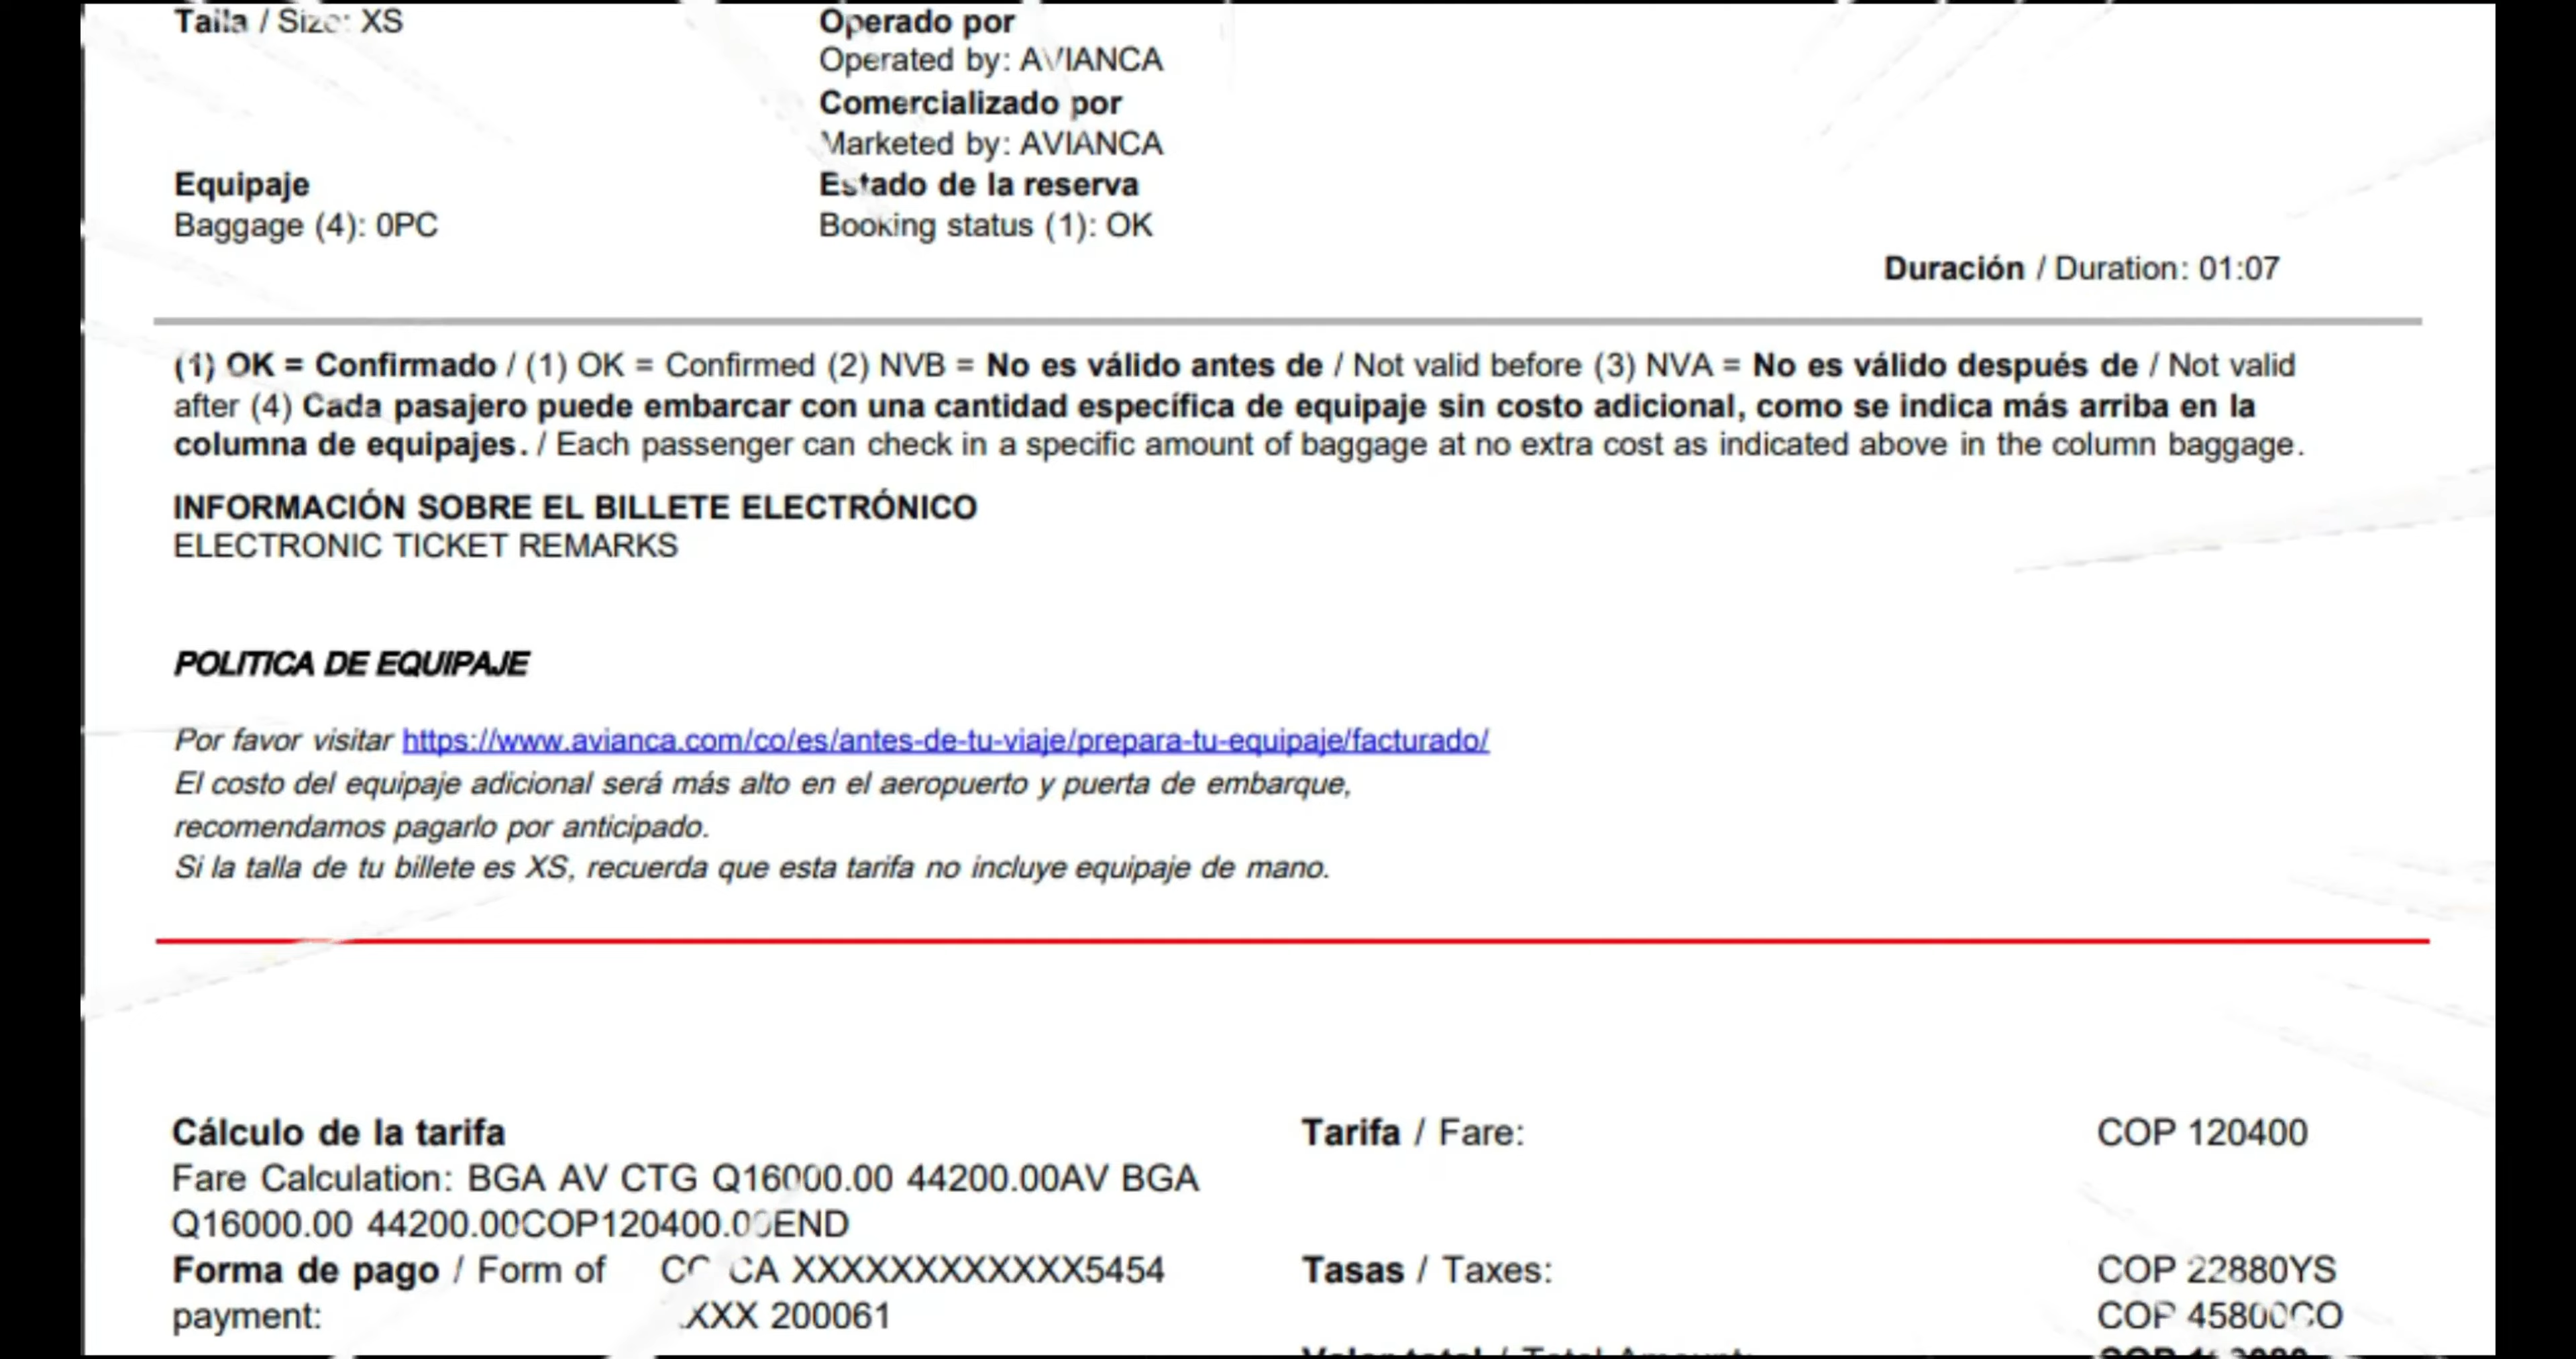 Talla / Size: XS
Operado por
Operated by: AVIANCA
Comercializado por
Marketed by: AVIANCA
Equipaje
Baggage (4): 0PC
Estado de la reserva
Booking status (1): OK
Duración / Duration: 01:07
(1) OK = Confirmado / (1) OK = Confirmed (2) NVB = No es válido antes de / Not valid before (3) NVA = No es válido después de / Not valid
after (4) Cada pasajero puede embarcar con una cantidad específica de equipaje sin costo adicional, como se indica más arriba en la
columna de equipajes. / Each passenger can check in a specific amount of baggage at no extra cost as indicated above in the column baggage.
INFORMACIÓN SOBRE EL BILLETE ELECTRÓNICO
ELECTRONIC TICKET REMARKS
POLITICA DE EQUIPAJE
Por favor visitar https://www.avianca.com/co/es/antes-de-tu-viaje/prepara-tu-equipaje/facturado/
El costo del equipaje adicional será más alto en el aeropuerto y puerta de embarque,
recomendamos pagarlo por anticipado.
Si la talla de tu billete es XS, recuerda que esta tarifa no incluye equipaje de mano.
Cálculo de la tarifa
Fare Calculation: BGA AV CTG Q16000.00 44200.00AV BGA
Q16000.00 44200.00COP120400.00END
Tarifa / Fare: COP 120400
Forma de pago / Form of CC CA XXXXXXXXXXXX5454
payment: XXX 200061
Tasas / Taxes: COP 22880YS
COP 45800CO
Valor total / Total Amount: COP